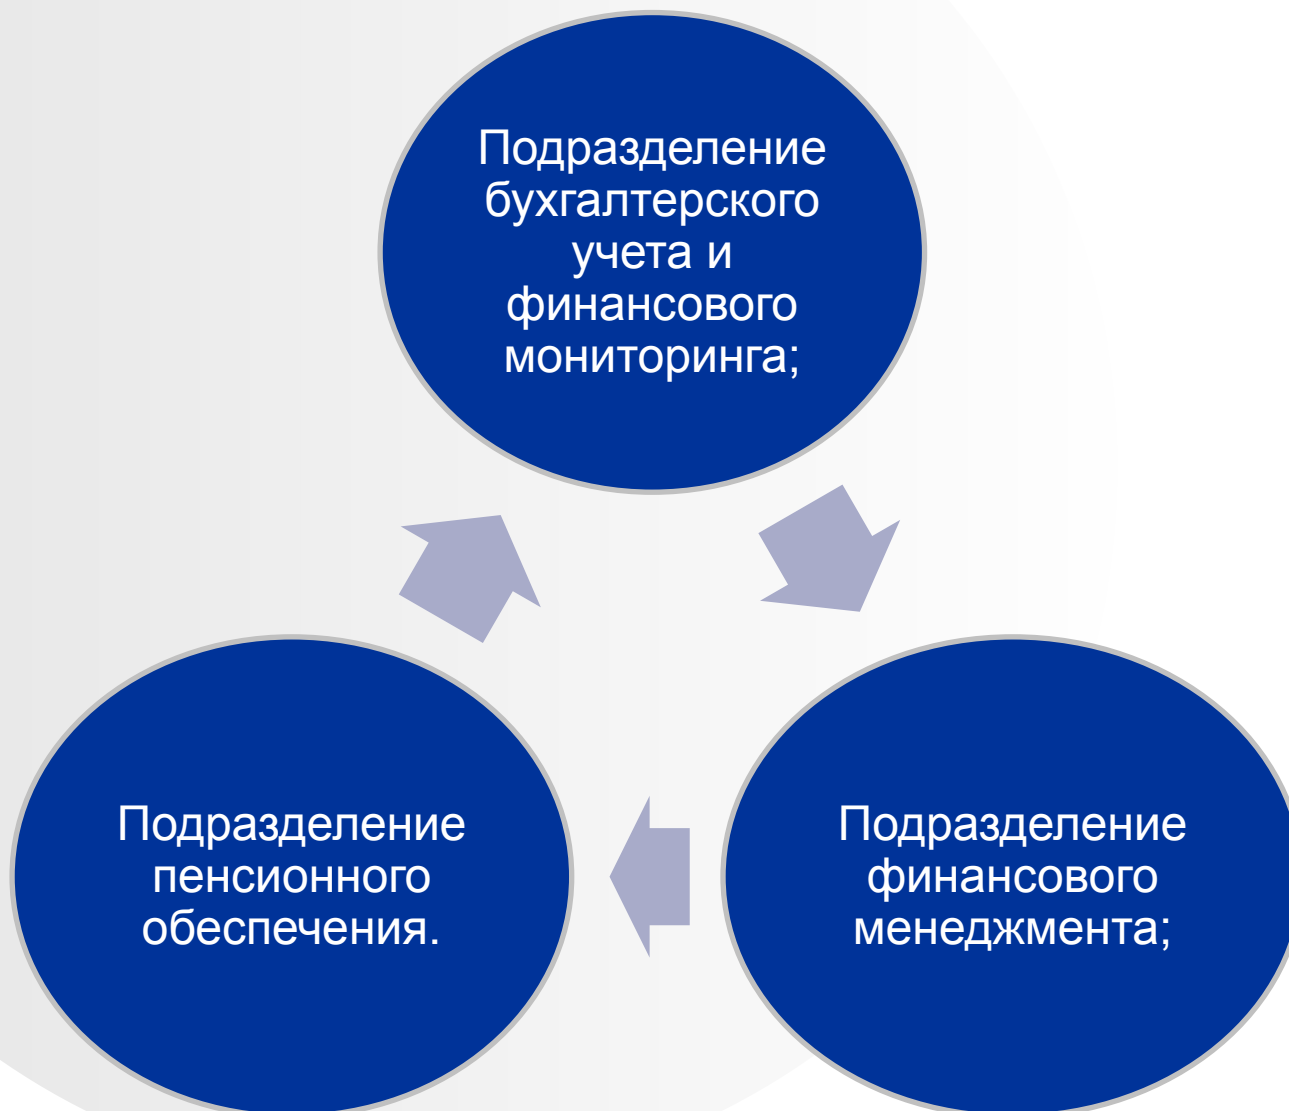 Подразделение
бухгалтерского
учета и
финансового
мониторинга;
Подразделение
финансового
менеджмента;
Подразделение
пенсионного
обеспечения.